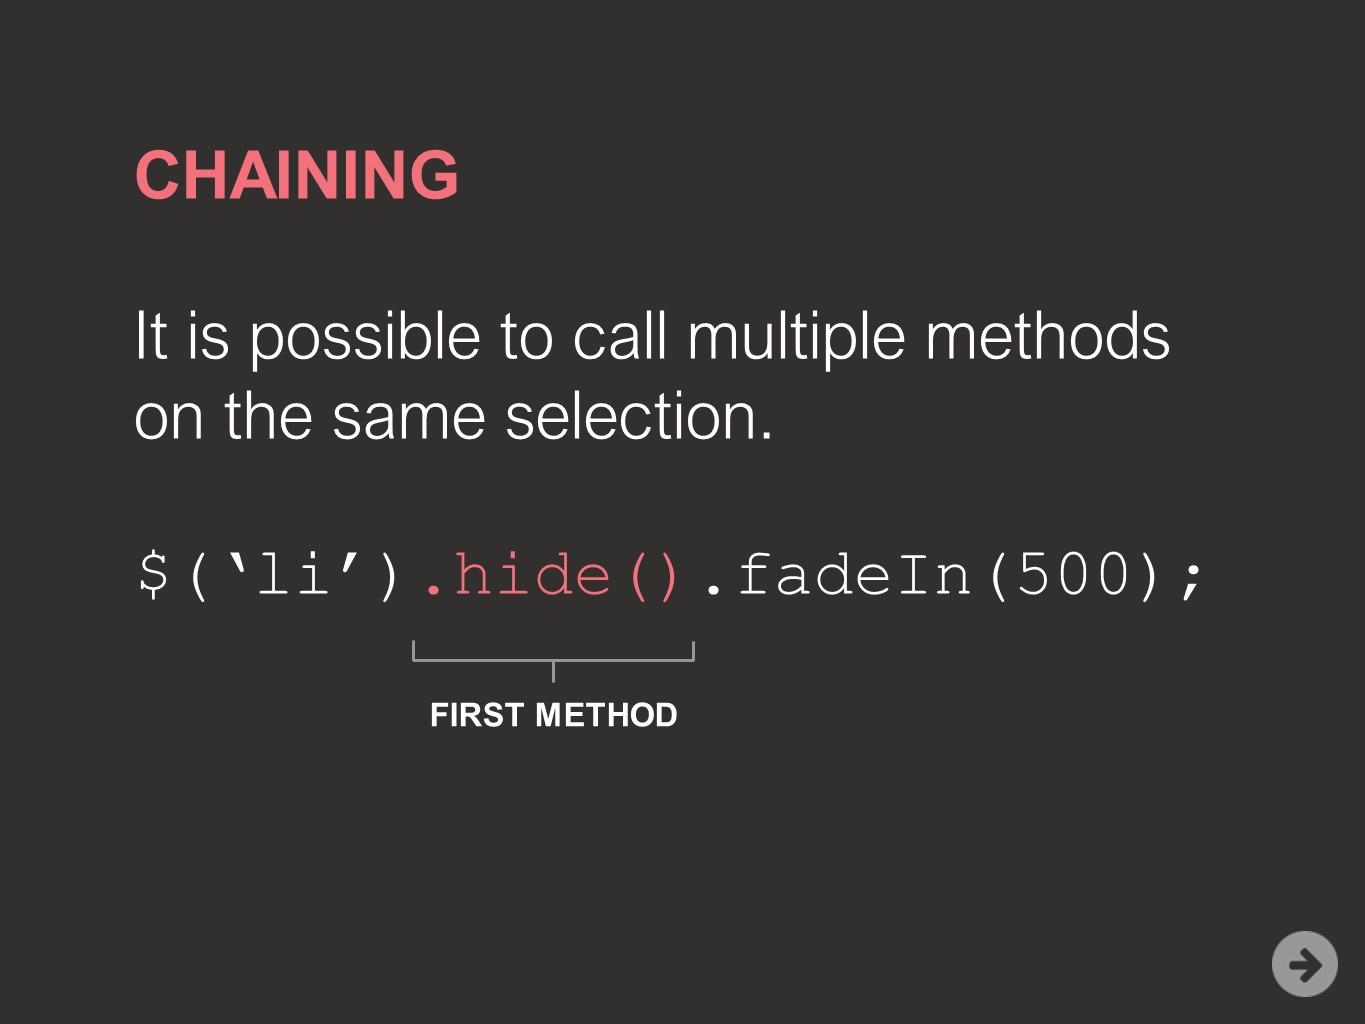 CHAINING
It is possible to call multiple methods
on the same selection.
$(‘li’).hide().fadeIn(500);
FIRST METHOD